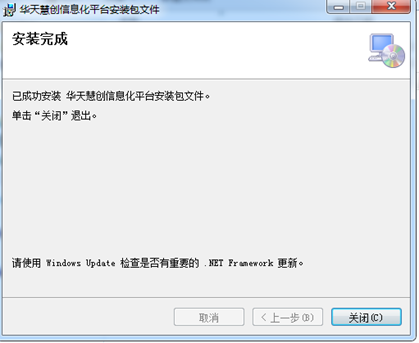 华天慧创信息化平台安装包文件
安装完成
已成功安装 华天慧创信息化平台安装包文件。
单击“关闭”退出。
请使用 Windows Update 检查是否有重要的 .NET Framework 更新。
取消
< 上一步(B)
关闭(C)